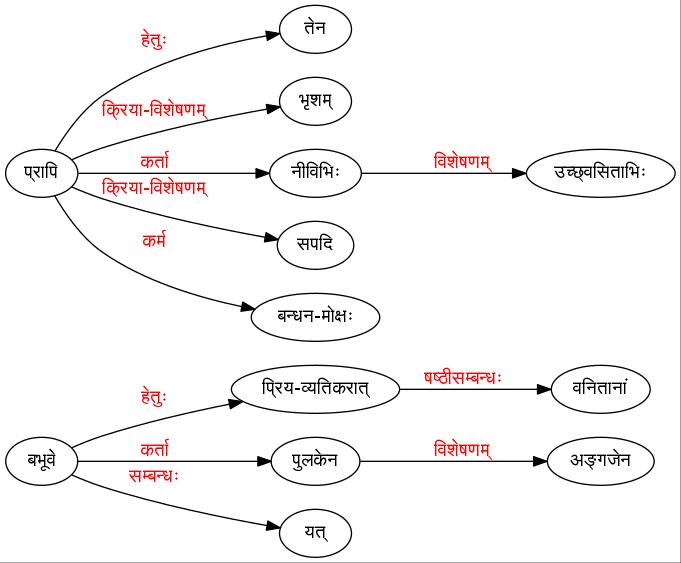 तेन
हेतुः
भृशम्
क्रिया-विशेषणम्
प्रापि
कर्ता
नीविभिः
विशेषणम्
उच्छ्वसिताभिः
क्रिया-विशेषणम्
सपदि
कर्म
बन्धन-मोक्षः
हेतुः
प्रिय-व्यतिकरात्
षष्ठीसम्बन्धः
वनितानां
बभूवे
कर्ता
पुलकेन
विशेषणम्
अङ्गजेन
सम्बन्धः
यत्